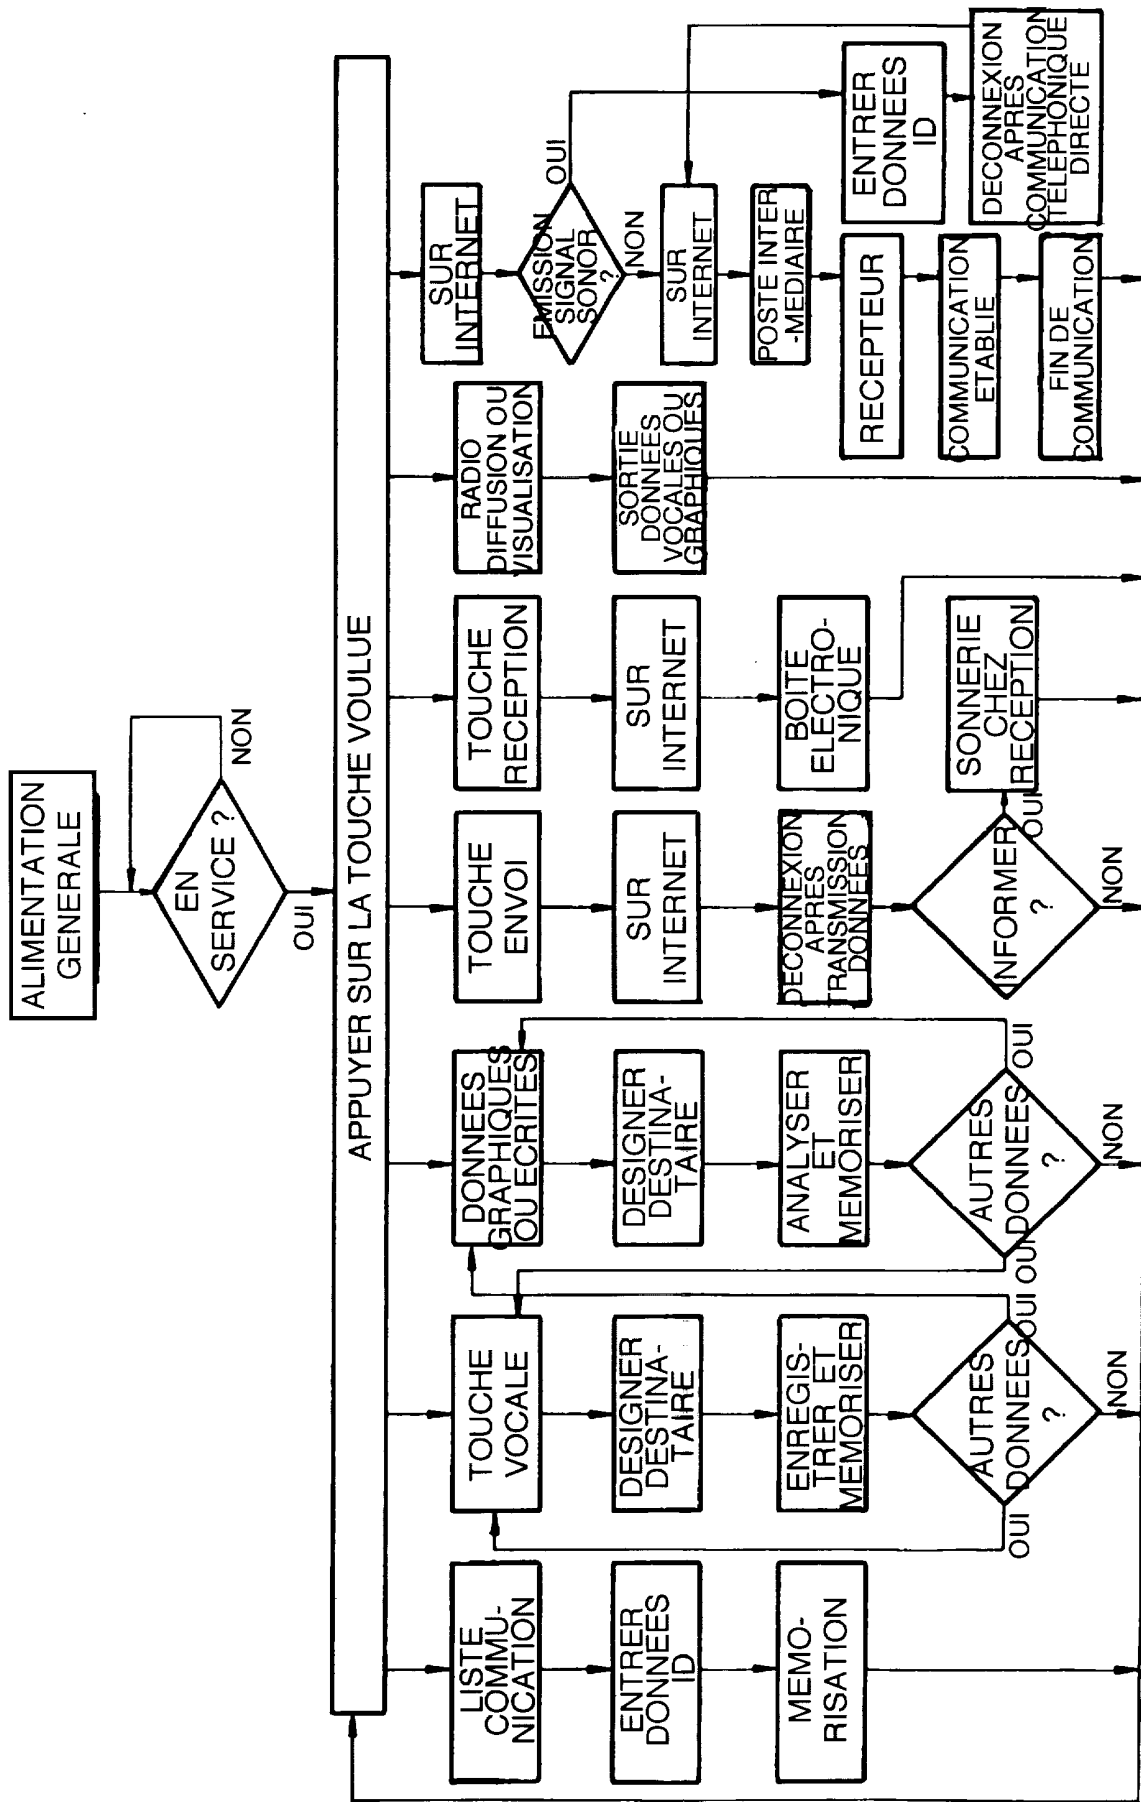 ALIMENTATION
GENERALE
EN
SERVICE ?
NON
OUI
APPUYER SUR LA TOUCHE VOULUE
LISTE
COMMU-
NICATION
ENTRER
DONNEES
ID
MEMO-
RISATION
TOUCHE
VOCALE
DESIGNER
DESTINA-
TAIRE
ENREGIS-
TRER ET
MEMORISER
AUTRES
DONNEES
?
OUI
OUI
NON
DONNEES
GRAPHIQUES
OU ECRITES
DESIGNER
DESTINA-
TAIRE
ANALYSER
ET
MEMORISER
AUTRES
DONNEES
?
OUI
OUI
NON
TOUCHE
ENVOI
SUR
INTERNET
DECONNEXION
APRES
TRANSMISSION
DONNEES
INFORMER
?
OUI
NON
SONNERIE
CHEZ
RECEPTION
TOUCHE
RECEPTION
SUR
INTERNET
BOITE
ELECTRO-
NIQUE
RADIO
DIFFUSION OU
VISUALISATION
SORTIE
DONNEES
VOCALES OU
GRAPHIQUES
SUR
INTERNET
EMISSION
SIGNAL
SONOR
?
OUI
NON
SUR
INTERNET
POSTE INTER
-MEDIAIRE
RECEPTEUR
COMMUNICATION
ETABLIE
FIN DE
COMMUNICATION
ENTRER
DONNEES
ID
DECONNEXION
APRES
COMMUNICATION
TELEPHONIQUE
DIRECTE